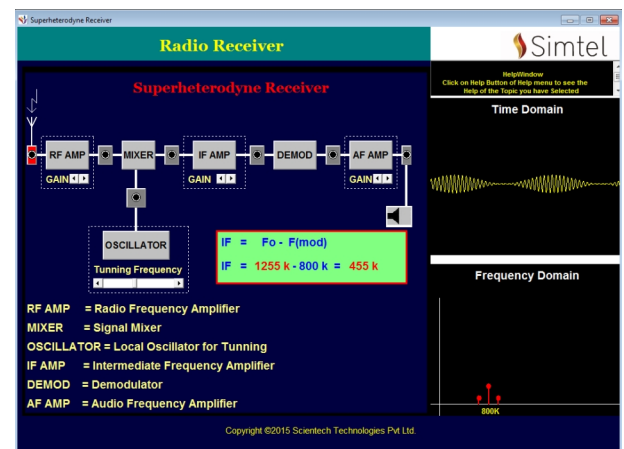 Superheterodyne Receiver
Radio Receiver
Simtel
HelpWindow
Click on Help Button of Help menu to see the
Help of the Topic you have Selected
Superheterodyne Receiver
Time Domain
RF AMP
MIXER
IF AMP
DEMOD
AF AMP
GAIN
GAIN
GAIN
OSCILLATOR
Tunning Frequency
IF = Fo - F(mod)
IF = 1255 k - 800 k = 455 k
Frequency Domain
800K
RF AMP = Radio Frequency Amplifier
MIXER = Signal Mixer
OSCILLATOR = Local Oscillator for Tunning
IF AMP = Intermediate Frequency Amplifier
DEMOD = Demodulator
AF AMP = Audio Frequency Amplifier
Copyright ©2015 Scientech Technologies Pvt Ltd.